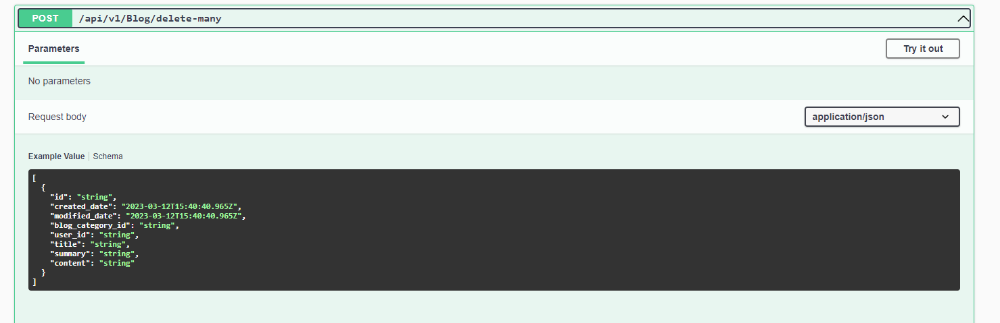 POST /api/v1/Blog/delete-many
Parameters
Try it out
No parameters
Request body
application/json
Example Value
Schema
[
  {
    "id": "string",
    "created_date": "2023-03-12T15:40:40.965Z",
    "modified_date": "2023-03-12T15:40:40.965Z",
    "blog_category_id": "string",
    "user_id": "string",
    "title": "string",
    "summary": "string",
    "content": "string"
  }
]